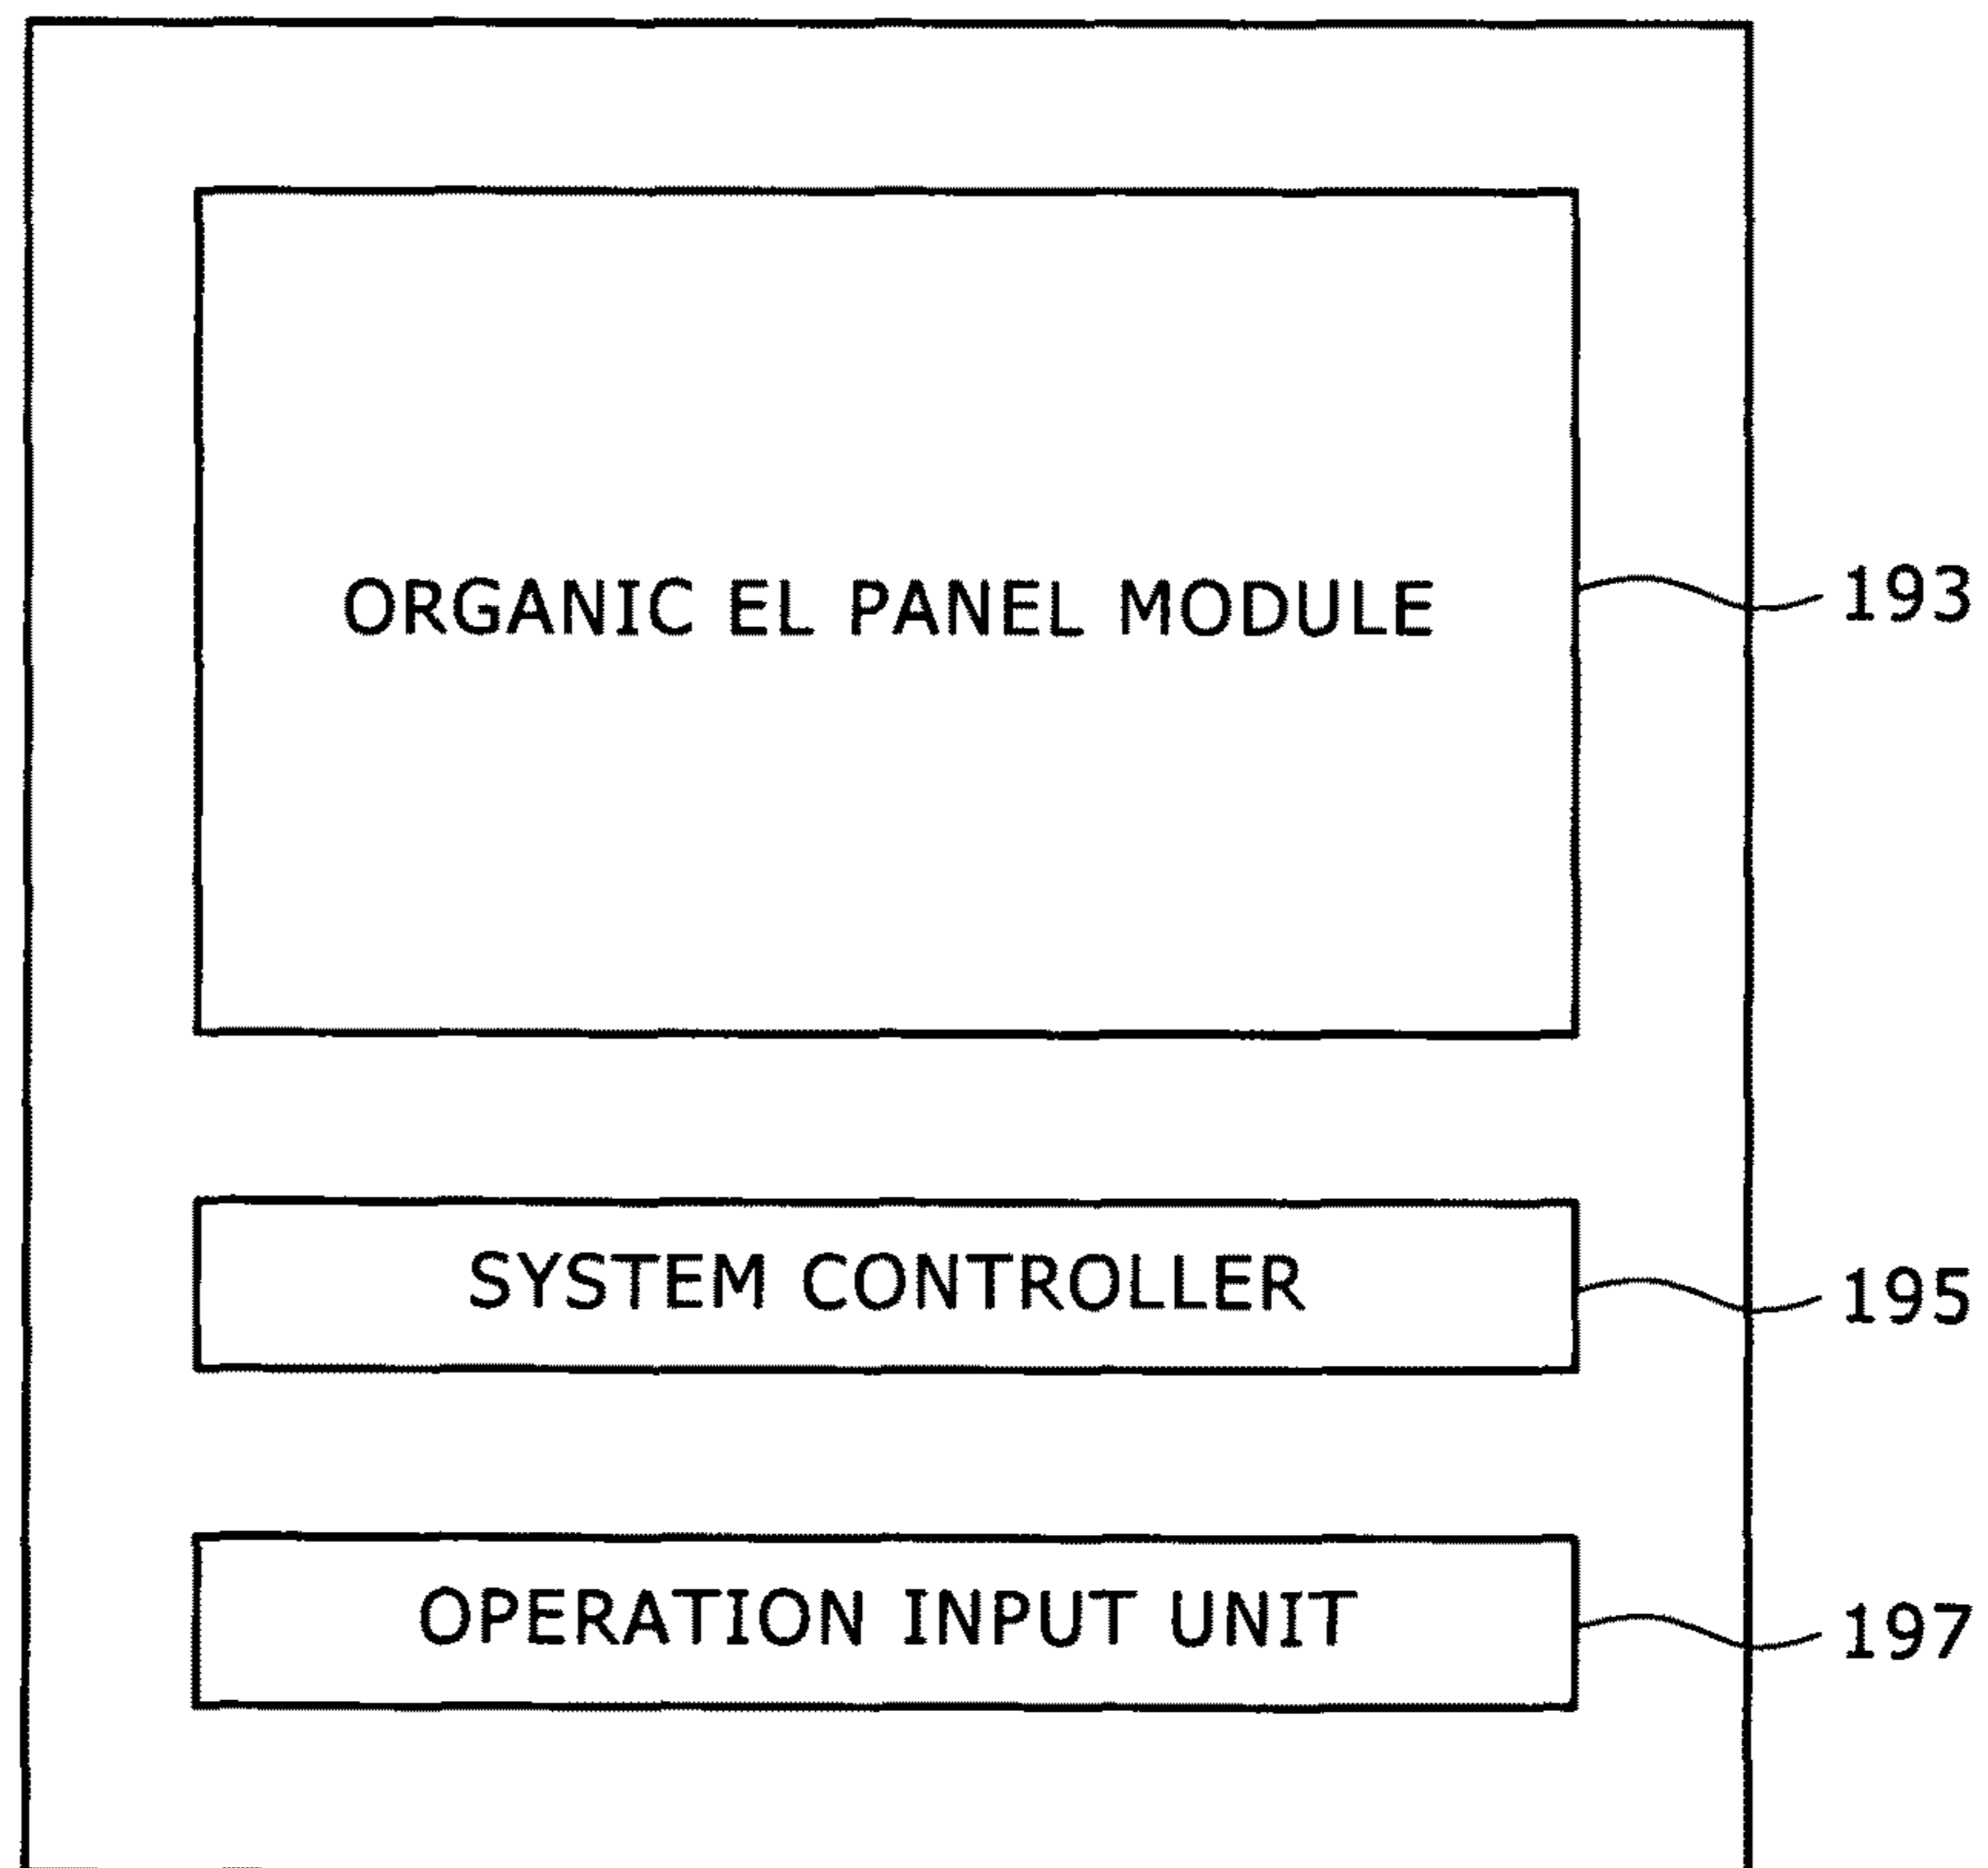 ORGANIC EL PANEL MODULE
193
SYSTEM CONTROLLER
195
OPERATION INPUT UNIT
197